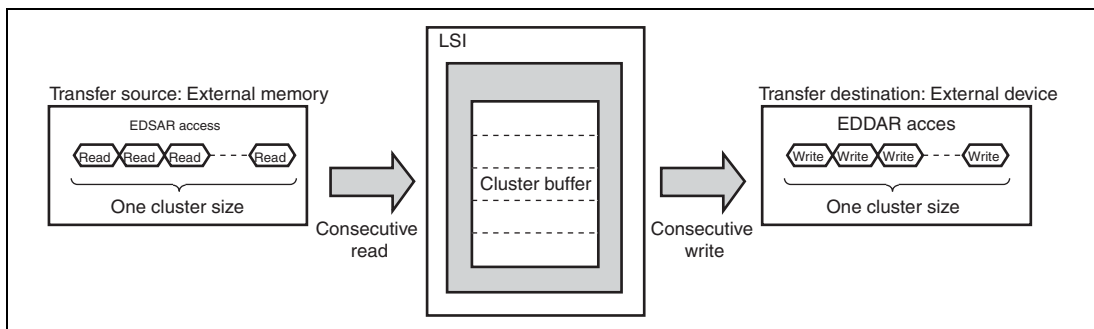 LSI
Transfer source: External memory
EDSAR access
Read Read Read Read
One cluster size
Consecutive
read
Cluster buffer
Consecutive
write
Transfer destination: External device
EDDAR acces
Write Write Write Write
One cluster size